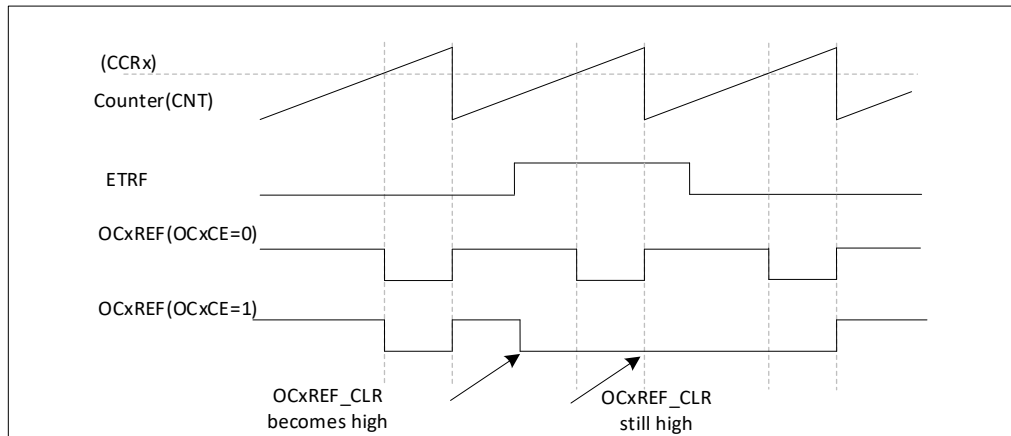 (CCRx)
Counter(CNT)
ETRF
OCxREF(OCxCE=0)
OCxREF(OCxCE=1)
OCxREF_CLR
becomes high
OCxREF_CLR
still high